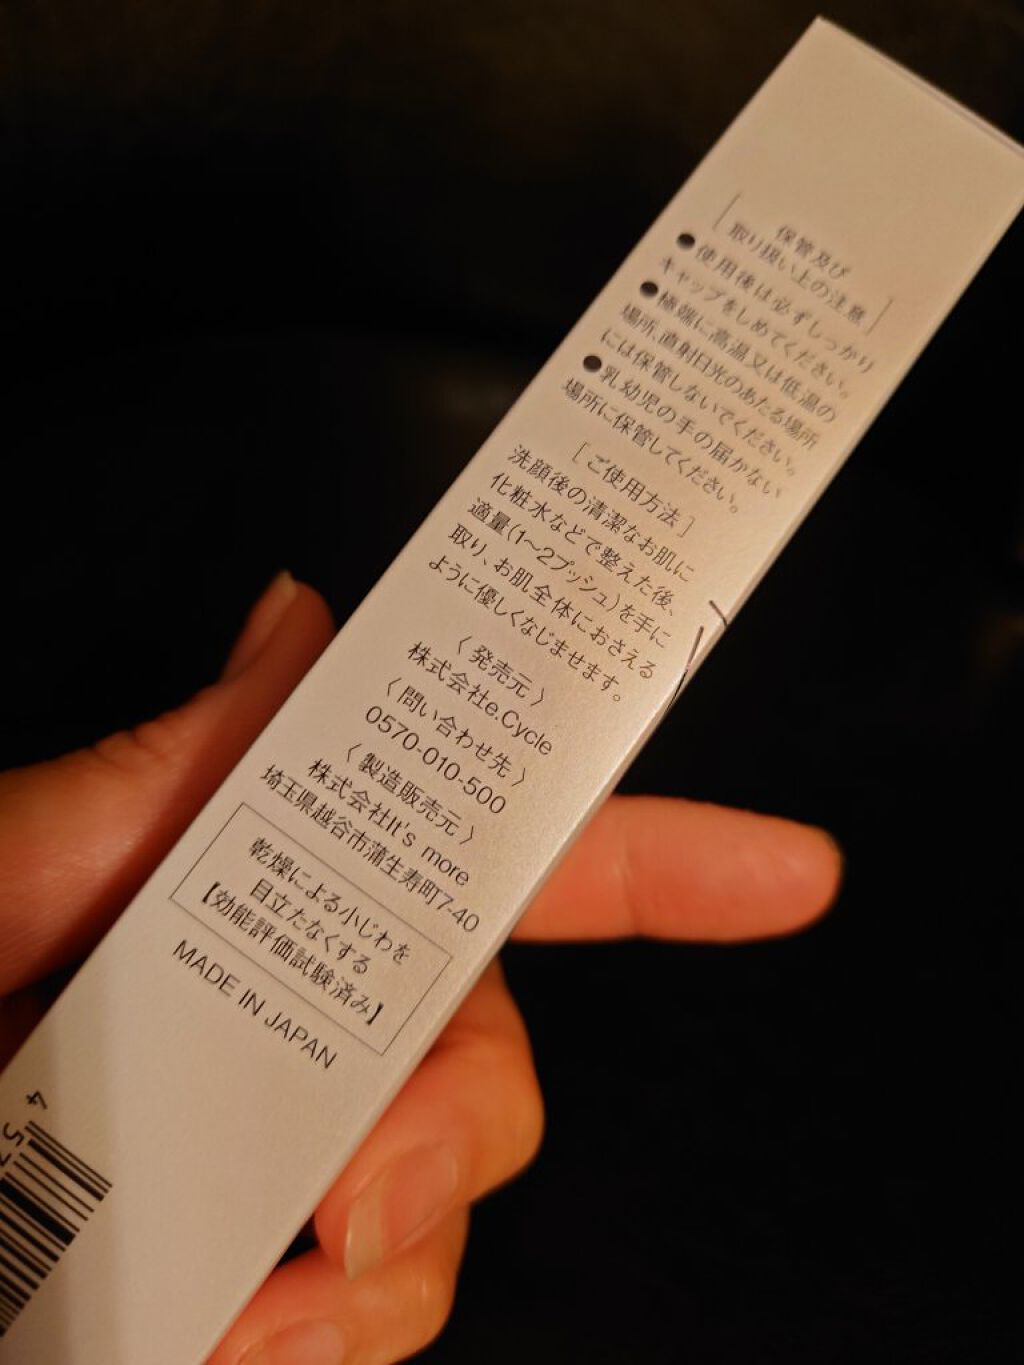 保管及び
取り扱い上の注意
●使用後は必ずしっかり
キャップをしめてください。
●極端に高温又は低温の
場所、直射日光のあたる場所
には保管しないでください。
●乳幼児の手の届かない
場所に保管してください。
[ご使用方法]
洗顔後の清潔なお肌に
化粧水などで整えた後、
適量(1〜2プッシュ)を手に
取り、お肌全体におさえる
ように優しくなじませます。
〈発売元〉
株式会社e.Cycle
〈問い合わせ先〉
0570-010-500
〈製造販売元〉
株式会社It's more
埼玉県越谷市蒲生寿町7-40
乾燥による小じわを
目立たなくする
【効能評価試験済み】
MADE IN JAPAN
4